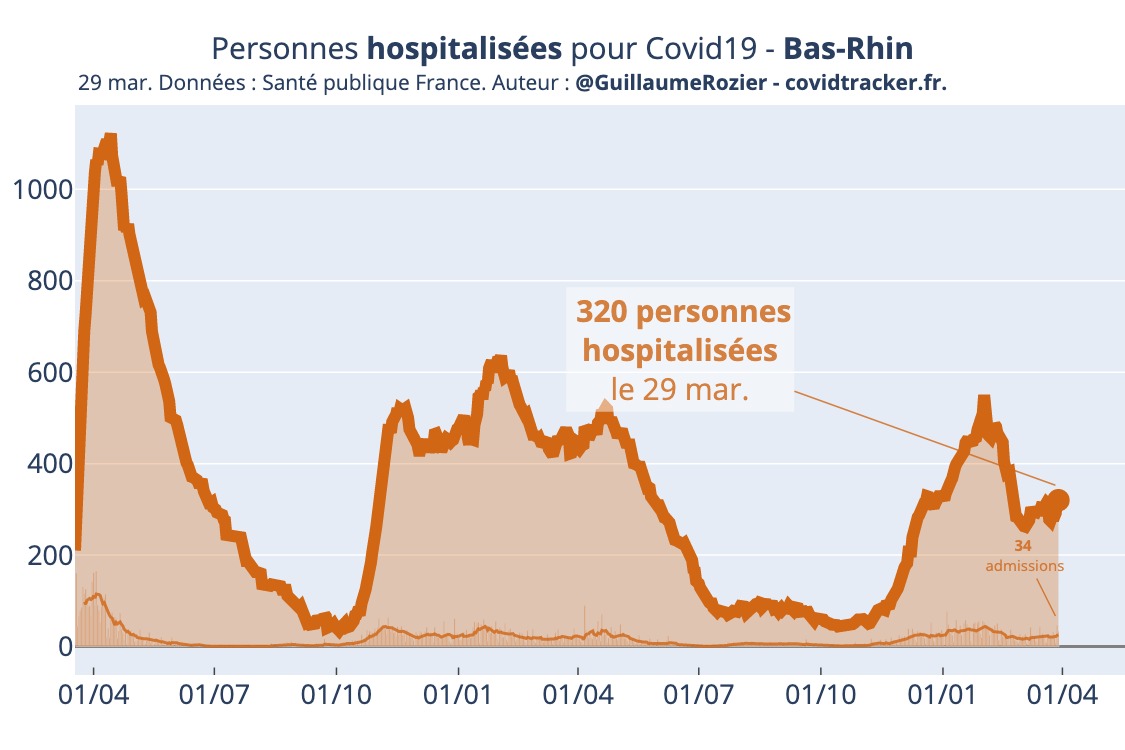 Personnes hospitalisées pour Covid19 - Bas-Rhin
29 mar. Données : Santé publique France. Auteur : @GuillaumeRozier - covidtracker.fr.
1000
800
600
400
200
0
320 personnes
hospitalisées
le 29 mar.
34
admissions
01/04 01/07 01/10 01/01 01/04 01/07 01/10 01/01 01/04